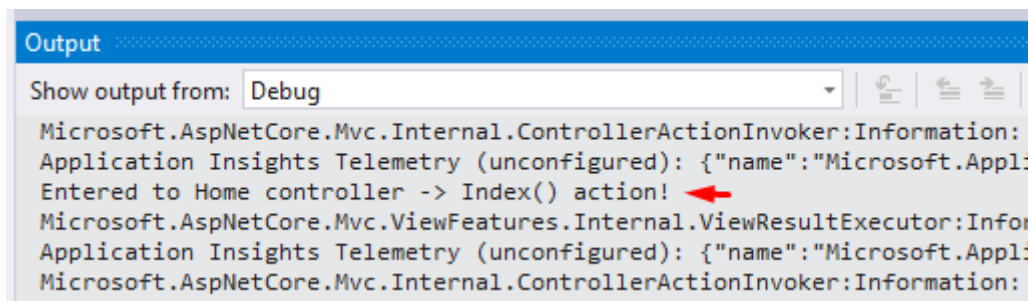 Output
Show output from: Debug
Microsoft.AspNetCore.Mvc.Internal.ControllerActionInvoker:Information:
Application Insights Telemetry (unconfigured): {"name":"Microsoft.Appli
Entered to Home controller -> Index() action!
Microsoft.AspNetCore.Mvc.ViewFeatures.Internal.ViewResultExecutor:Infor
Application Insights Telemetry (unconfigured): {"name":"Microsoft.Appli
Microsoft.AspNetCore.Mvc.Internal.ControllerActionInvoker:Information: